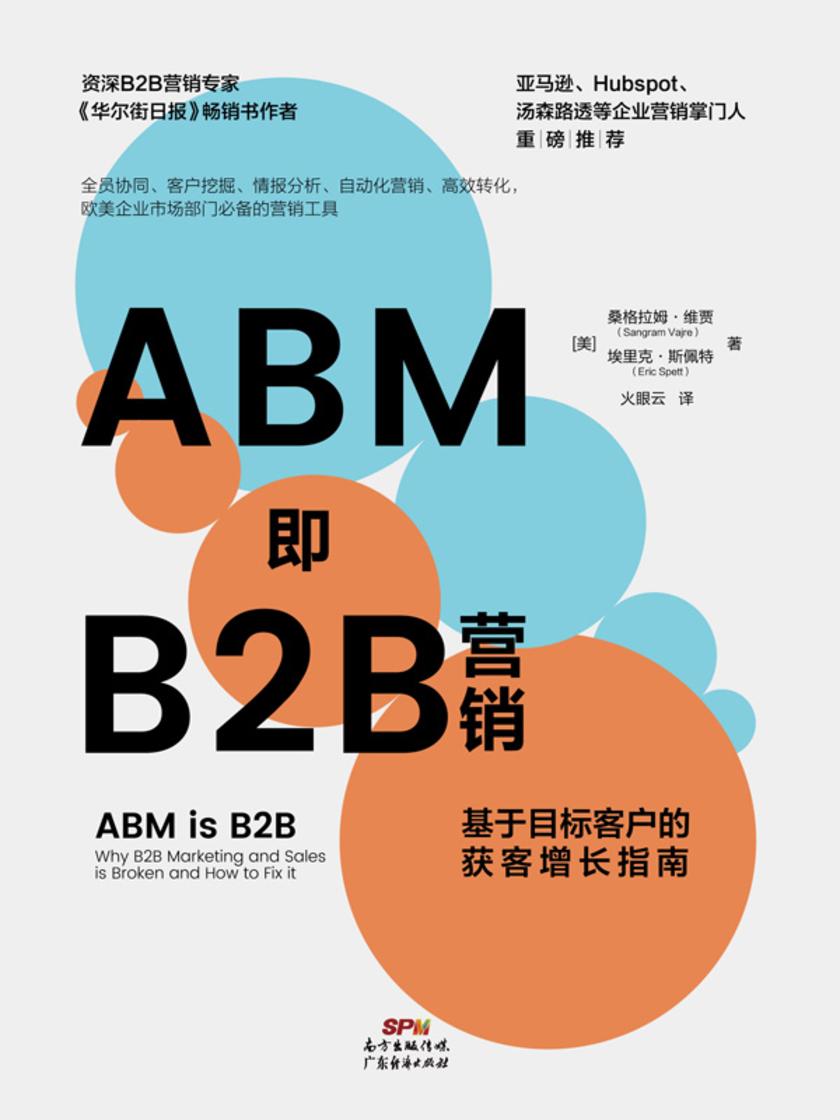 资深B2B营销专家
《华尔街日报》畅销书作者
亚马逊、Hubspot、
汤森路透等企业营销掌门人
重|磅|推|荐
全员协同、客户挖掘、情报分析、自动化营销、高效转化，
欧美企业市场部门必备的营销工具
ABM
[美]
桑格拉姆·维贾
(Sangram Vajre)
埃里克·斯佩特
(Eric Spett)
著
火眼云 译
即
B2B营销
ABM is B2B
Why B2B Marketing and Sales
is Broken and How to Fix it
基于目标客户的
获客增长指南
SPM
南方出版传媒
广东经济出版社